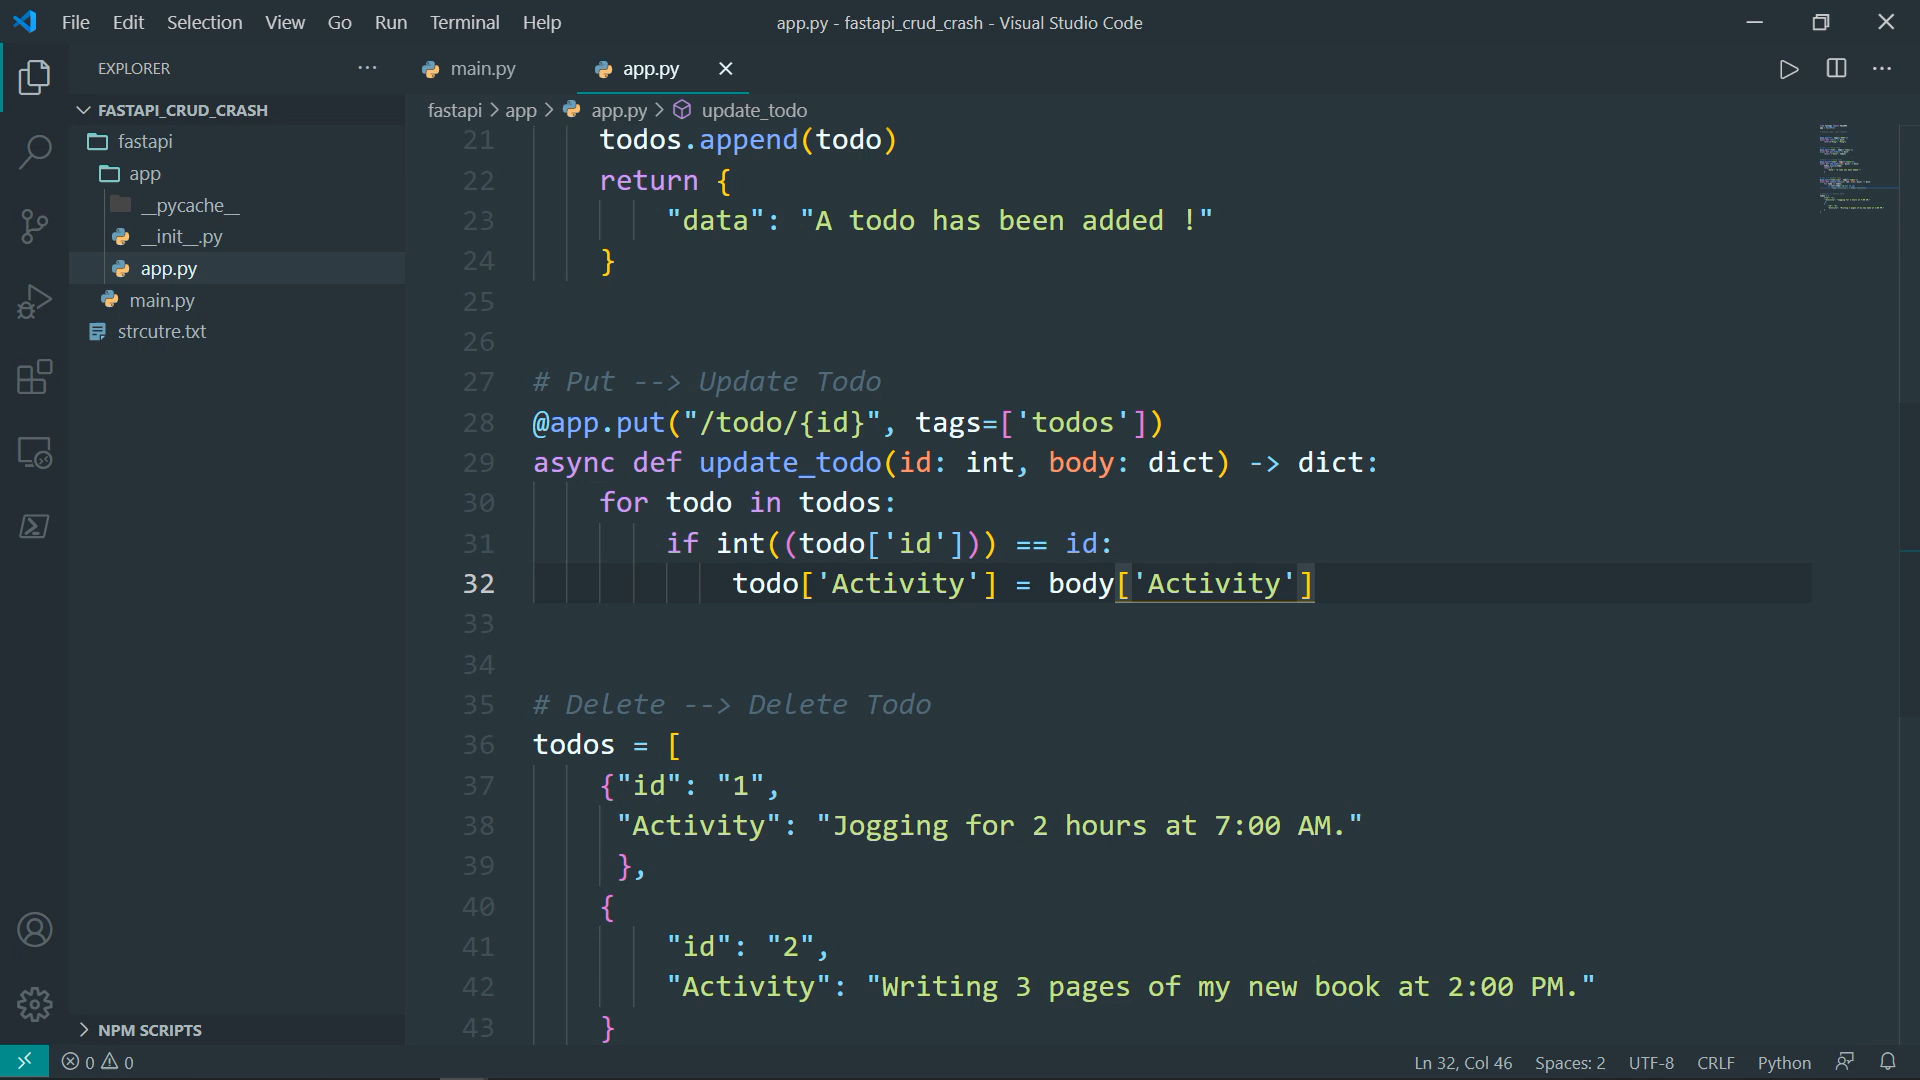 File Edit Selection View Go Run Terminal Help
app.py - fastapi_crud_crash - Visual Studio Code
EXPLORER
FASTAPI_CRUD_CRASH
fastapi
app
__pycache__
__init__.py
app.py
main.py
strcutre.txt
NPM SCRIPTS
main.py
app.py
fastapi > app > app.py > update_todo
21 todos.append(todo)
22 return {
23 "data": "A todo has been added !"
24 }
25
26
27 # Put --> Update Todo
28 @app.put("/todo/{id}", tags=['todos'])
29 async def update_todo(id: int, body: dict) -> dict:
30 for todo in todos:
31 if int((todo['id'])) == id:
32 todo['Activity'] = body['Activity']
33
34
35 # Delete --> Delete Todo
36 todos = [
37 {"id": "1",
38 "Activity": "Jogging for 2 hours at 7:00 AM."
39 },
40 {
41 "id": "2",
42 "Activity": "Writing 3 pages of my new book at 2:00 PM."
43 }
0 0
Ln 32, Col 46 Spaces: 2 UTF-8 CRLF Python